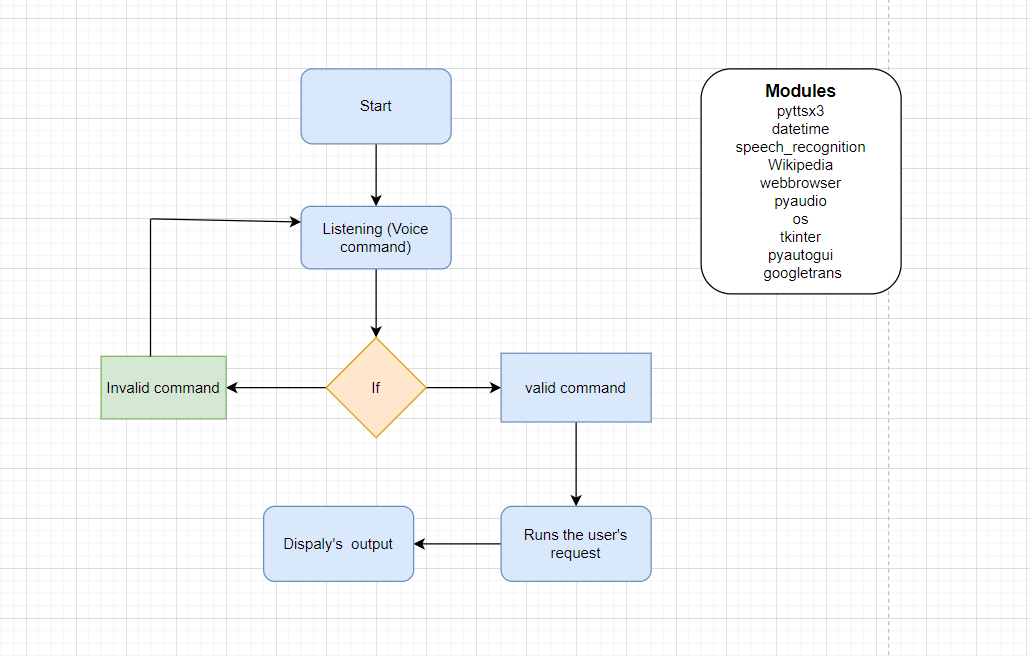 Start
Listening (Voice
command)
If
Invalid command
valid command
Runs the user's
request
Dispaly's output
Modules
pyttsx3
datetime
speech_recognition
Wikipedia
webbrowser
pyaudio
os
tkinter
pyautogui
googletrans